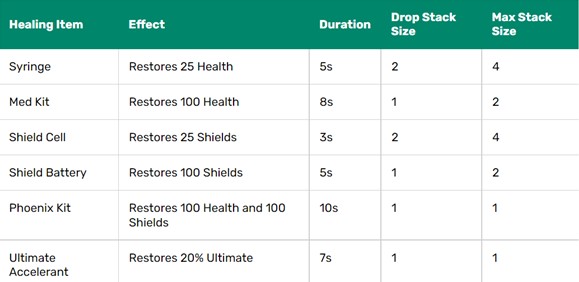 Healing Item Effect Duration Drop Stack Size Max Stack Size
Syringe Restores 25 Health 5s 2 4
Med Kit Restores 100 Health 8s 1 2
Shield Cell Restores 25 Shields 3s 2 4
Shield Battery Restores 100 Shields 5s 1 2
Phoenix Kit Restores 100 Health and 100 Shields 10s 1 1
Ultimate Accelerant Restores 20% Ultimate 7s 1 1